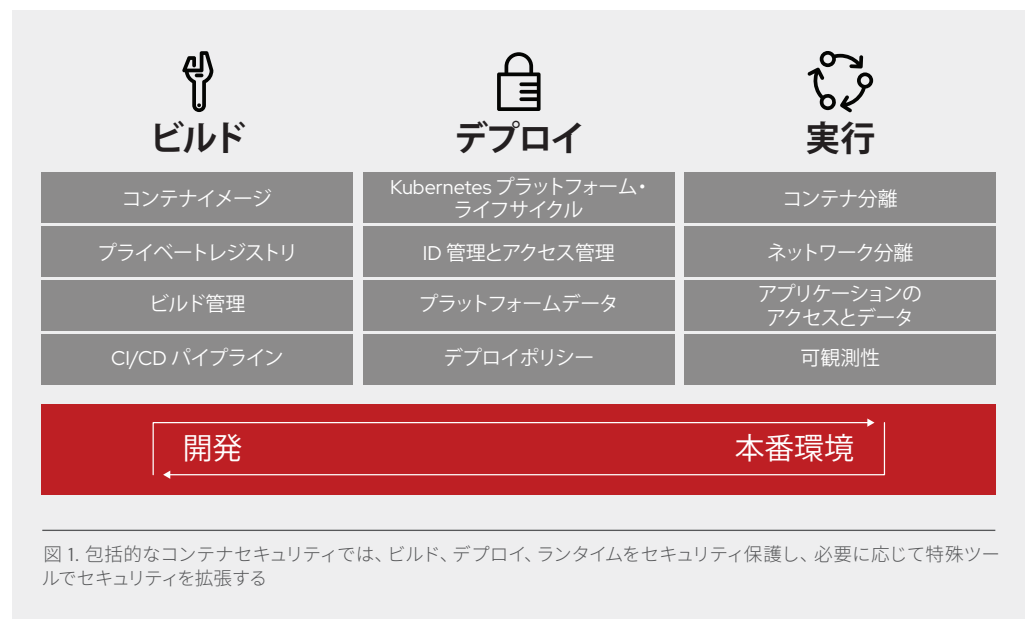 ビルド
デプロイ
実行
コンテナイメージ
Kubernetes プラットフォーム・
ライフサイクル
コンテナ分離
プライベートレジストリ
ID 管理とアクセス管理
ネットワーク分離
ビルド管理
プラットフォームデータ
アプリケーションの
アクセスとデータ
CI/CD パイプライン
デプロイポリシー
可観測性
開発
本番環境
図 1. 包括的なコンテナセキュリティでは、ビルド、デプロイ、ランタイムをセキュリティ保護し、必要に応じて特殊ツー
ルでセキュリティを拡張する